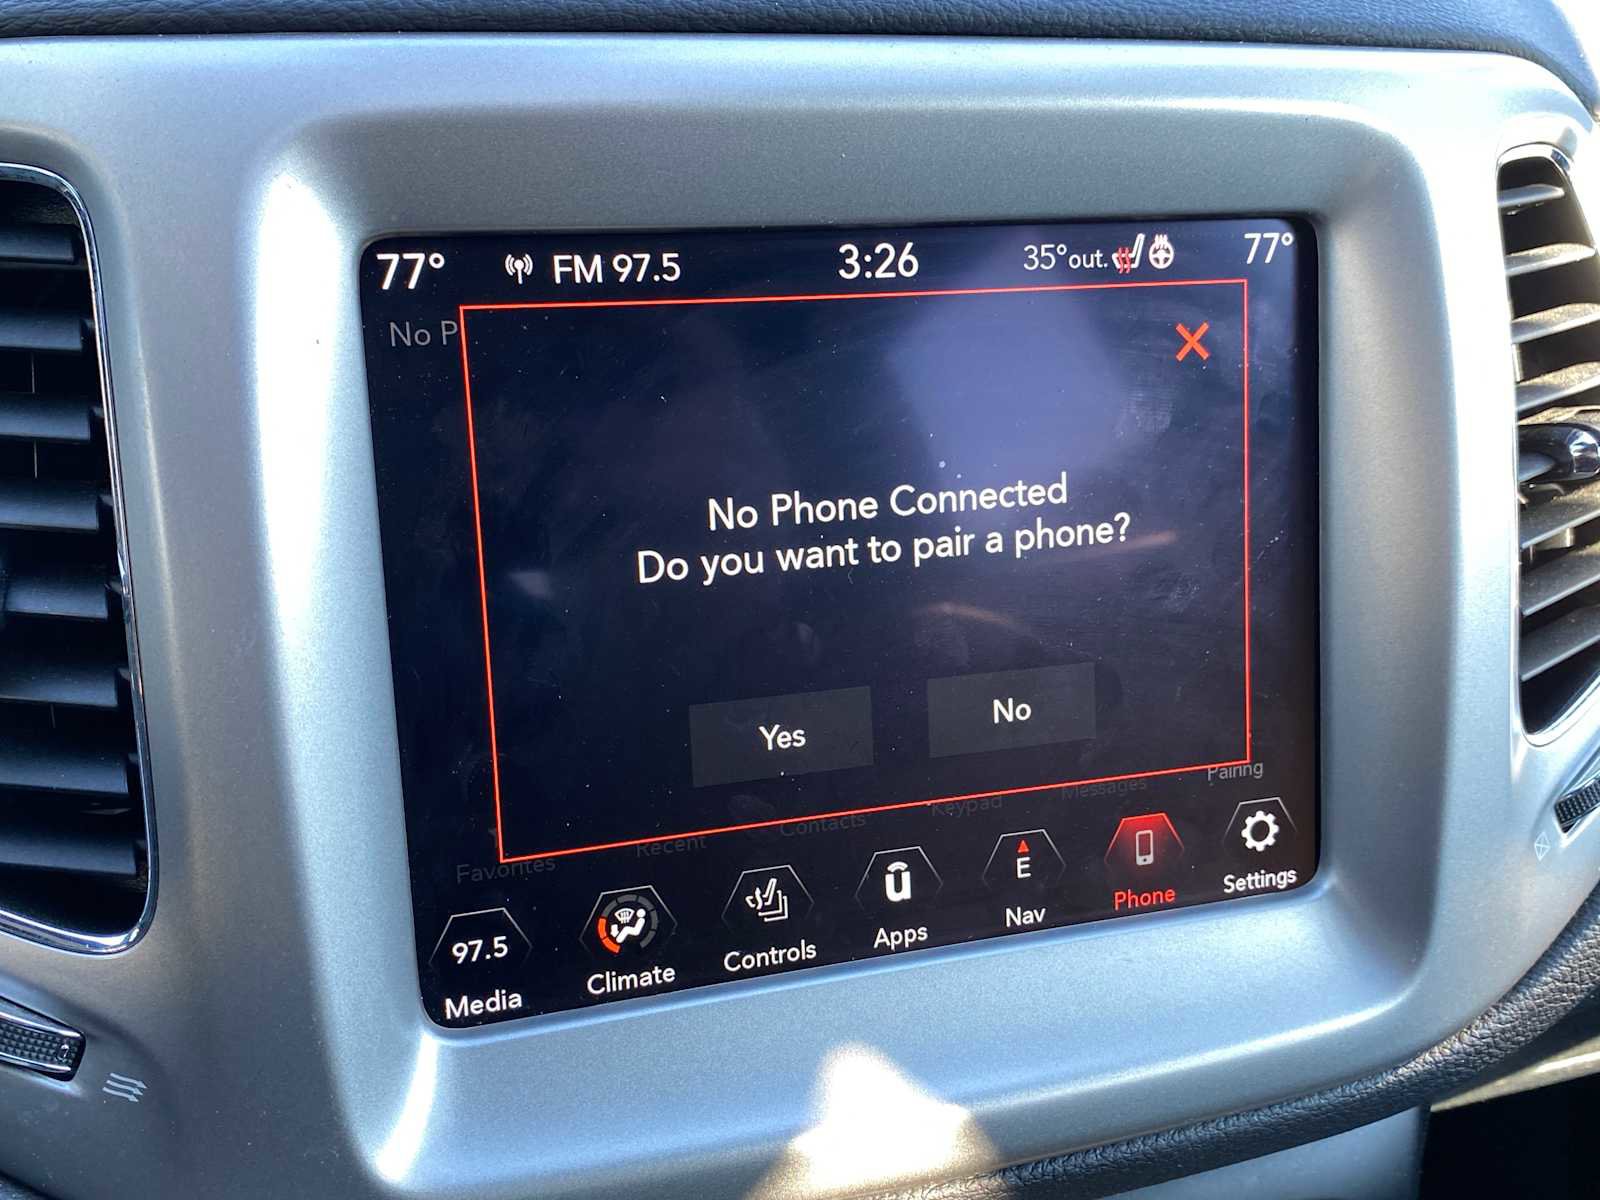 77° FM 97.5 3:26 35°out. 77°
No P
No Phone Connected
Do you want to pair a phone?
Yes No
Favorites Recent Contacts Keypad Messages Pairing
97.5 u E
Media Climate Controls Apps Nav Phone Settings